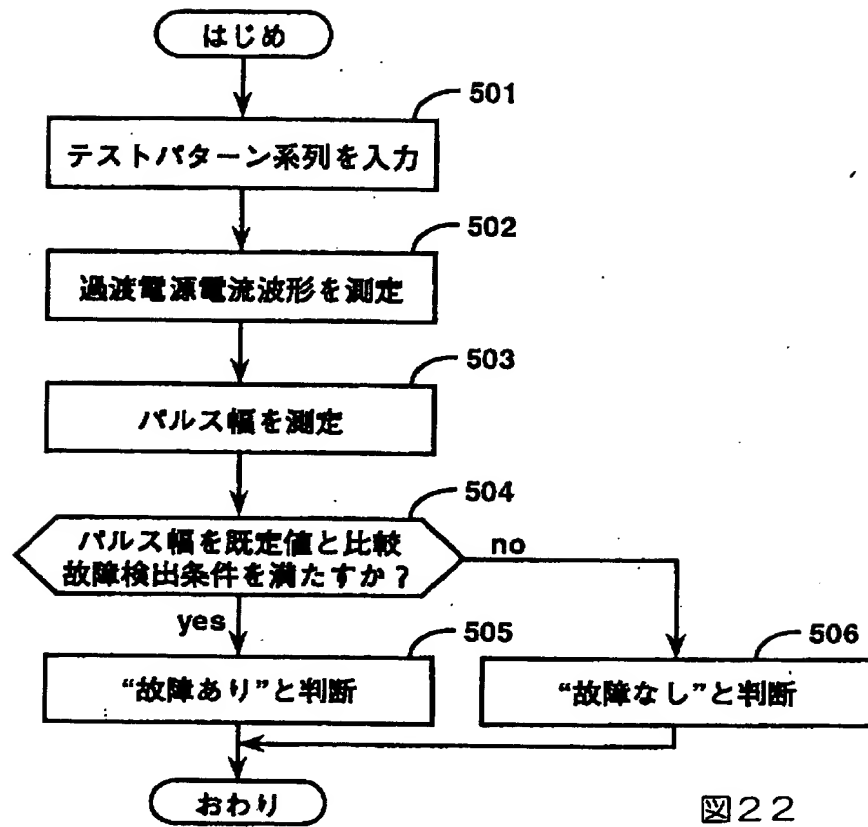 はじめ
501
テストパターン系列を入力
502
過渡電源電流波形を測定
503
パルス幅を測定
504
パルス幅を既定値と比較
故障検出条件を満たすか?
no
yes
505
“故障あり”と判断
506
“故障なし”と判断
おわり
図22